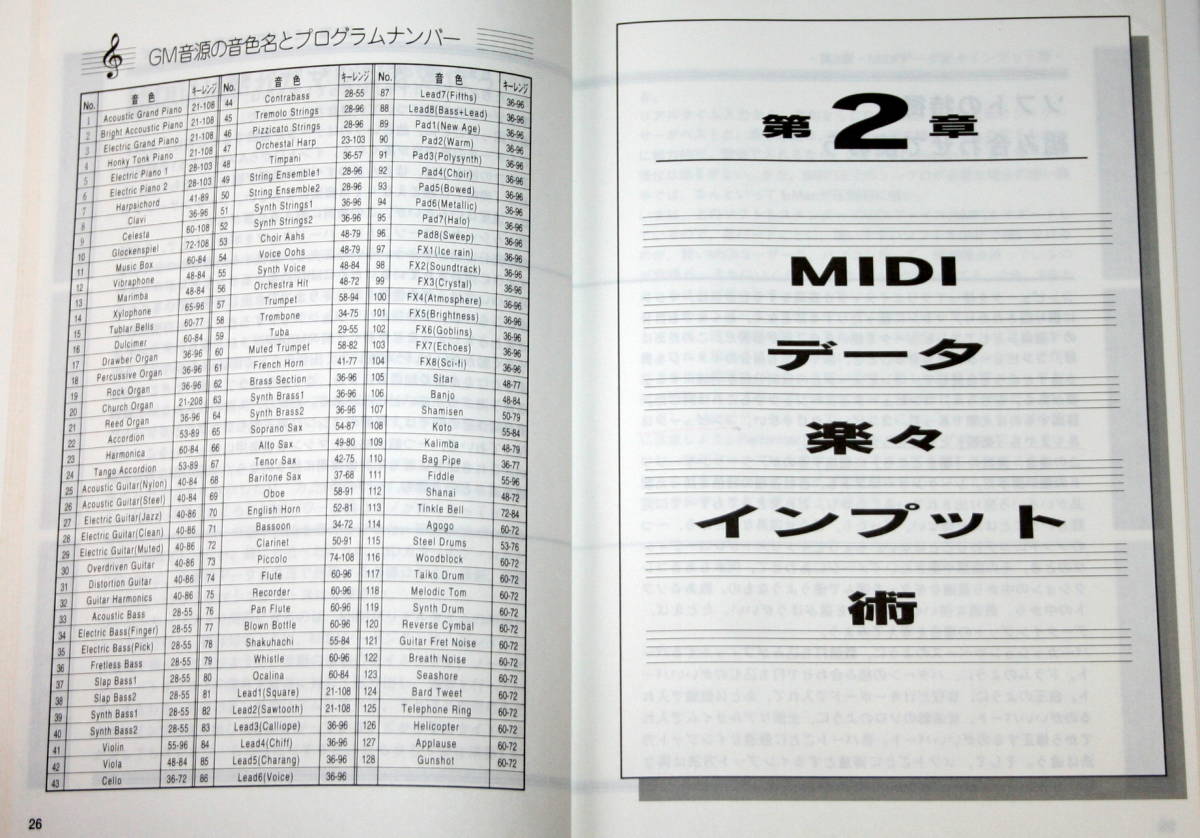 GM音源の音色名とプログラムナンバー
No. 音色 キーレンジ
1 Acoustic Grand Piano 21-108
2 Bright Accoustic Piano 21-108
3 Electric Grand Piano 21-108
4 Honky Tonk Piano 21-108
5 Electric Piano 1 28-103
6 Electric Piano 2 28-103
7 Harpsichord 41-89
8 Clavi 36-96
9 Celesta 60-108
10 Glockenspiel 72-108
11 Music Box 60-84
12 Vibraphone 48-84
13 Marimba 48-84
14 Xylophone 65-96
15 Tublar Bells 60-77
16 Dulcimer 60-84
17 Drawber Organ 36-96
18 Percussive Organ 36-96
19 Rock Organ 36-96
20 Church Organ 21-208
21 Reed Organ 36-96
22 Accordion 53-89
23 Harmonica 60-84
24 Tango Accordion 53-89
25 Acoustic Guitar(Nylon) 40-84
26 Acoustic Guitar(Steel) 40-84
27 Electric Guitar(Jazz) 40-86
28 Electric Guitar(Clean) 40-86
29 Electric Guitar(Muted) 40-86
30 Overdriven Guitar 40-86
31 Distortion Guitar 40-86
32 Guitar Harmonics 40-86
33 Acoustic Bass 28-55
34 Electric Bass(Finger) 28-55
35 Electric Bass(Pick) 28-55
36 Fretless Bass 28-55
37 Slap Bass1 28-55
38 Slap Bass2 28-55
39 Synth Bass1 28-55
40 Synth Bass2 28-55
41 Violin 55-96
42 Viola 48-84
43 Cello 36-72
No. 音色 キーレンジ
44 Contrabass 28-55
45 Tremolo Strings 28-96
46 Pizzicato Strings 28-96
47 Orchestal Harp 23-103
48 Timpani 36-57
49 String Ensemble1 28-96
50 String Ensemble2 28-96
51 Synth Strings1 36-96
52 Synth Strings2 36-96
53 Choir Aahs 48-79
54 Voice Oohs 48-79
55 Synth Voice 48-84
56 Orchestra Hit 48-72
57 Trumpet 58-94
58 Trombone 34-75
59 Tuba 29-55
60 Muted Trumpet 58-82
61 French Horn 41-77
62 Brass Section 36-96
63 Synth Brass1 36-96
64 Synth Brass2 36-96
65 Soprano Sax 54-87
66 Alto Sax 49-80
67 Tenor Sax 42-75
68 Baritone Sax 37-68
69 Oboe 58-91
70 English Horn 52-81
71 Bassoon 34-72
72 Clarinet 50-91
73 Piccolo 74-108
74 Flute 60-96
75 Recorder 60-96
76 Pan Flute 60-96
77 Blown Bottle 60-96
78 Shakuhachi 55-84
79 Whistle 60-96
80 Ocalina 60-84
81 Lead1(Square) 21-108
82 Lead2(Sawtooth) 21-108
83 Lead3(Calliope) 36-96
84 Lead4(Chiff) 36-96
85 Lead5(Charang) 36-96
86 Lead6(Voice) 36-96
No. 音色 キーレンジ
87 Lead7(Fifths) 36-96
88 Lead8(Bass+Lead) 36-96
89 Pad1(New Age) 36-96
90 Pad2(Warm) 36-96
91 Pad3(Polysynth) 36-96
92 Pad4(Choir) 36-96
93 Pad5(Bowed) 36-96
94 Pad6(Metallic) 36-96
95 Pad7(Halo) 36-96
96 Pad8(Sweep) 36-96
97 FX1(Ice rain) 36-96
98 FX2(Soundtrack) 36-96
99 FX3(Crystal) 36-96
100 FX4(Atmosphere) 36-96
101 FX5(Brightness) 36-96
102 FX6(Goblins) 36-96
103 FX7(Echoes) 36-96
104 FX8(Sci-fi) 36-96
105 Sitar 48-77
106 Banjo 48-84
107 Shamisen 50-79
108 Koto 55-84
109 Kalimba 48-79
110 Bag Pipe 36-77
111 Fiddle 55-96
112 Shanai 48-72
113 Tinkle Bell 72-84
114 Agogo 60-72
115 Steel Drums 53-76
116 Woodblock 60-72
117 Taiko Drum 60-72
118 Melodic Tom 60-72
119 Synth Drum 60-72
120 Reverse Cymbal 60-72
121 Guitar Fret Noise 60-72
122 Breath Noise 60-72
123 Seashore 60-72
124 Bard Tweet 60-72
125 Telephone Ring 60-72
126 Helicopter 60-72
127 Applause 60-72
128 Gunshot 60-72
26
第2章
MIDI
データ
楽々
インプット
術